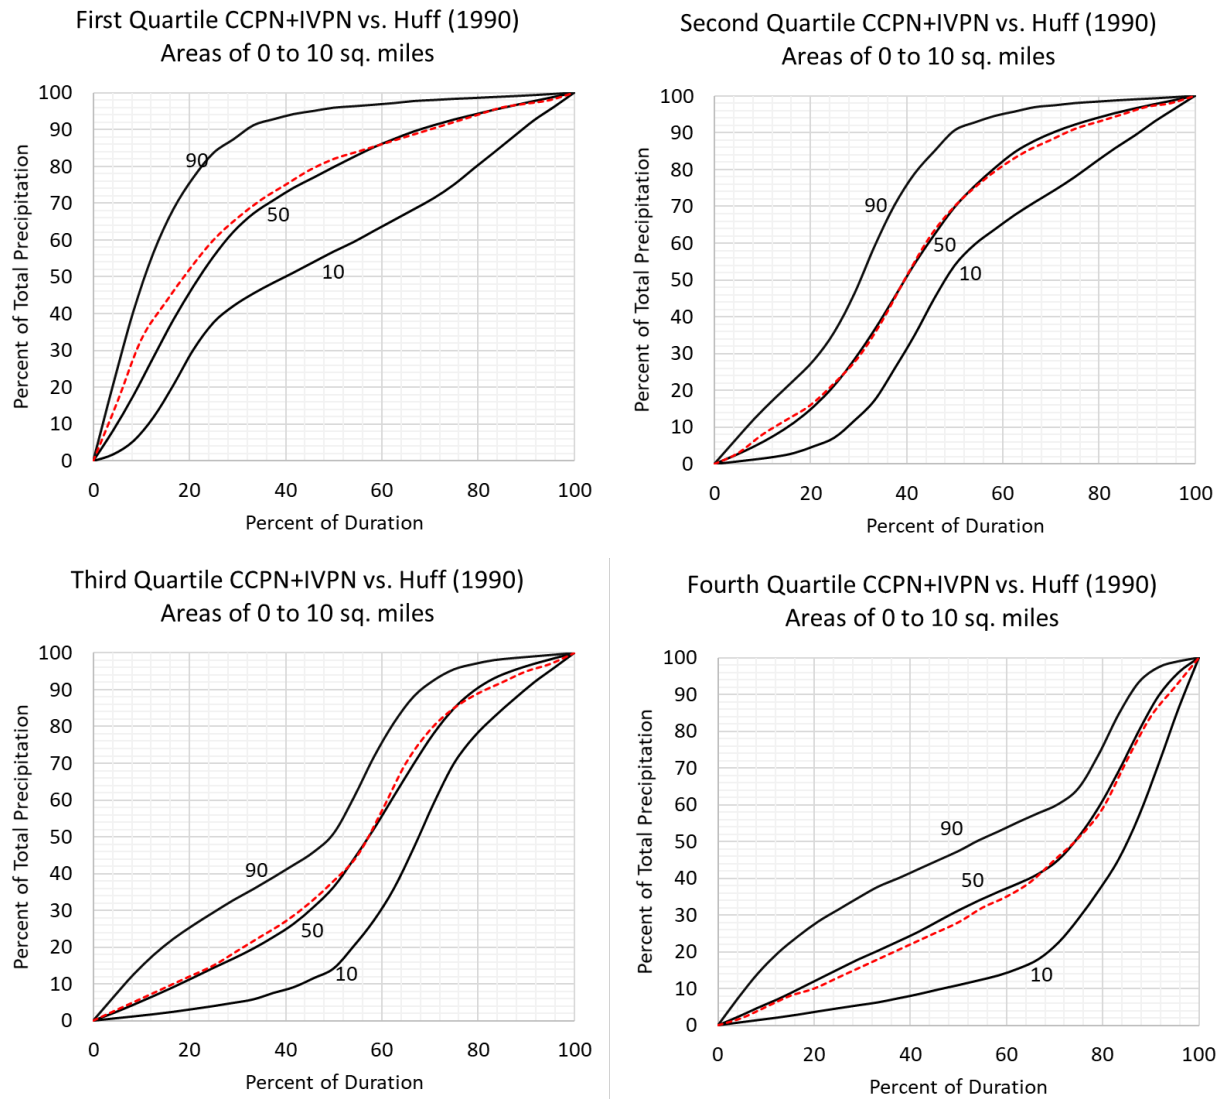 First Quartile CCPN+IVPN vs. Huff (1990)
Areas of 0 to 10 sq. miles
Percent of Total Precipitation
100
90
80
70
60
50
40
30
20
10
0
90
50
10
0 20 40 60 80 100
Percent of Duration
Second Quartile CCPN+IVPN vs. Huff (1990)
Areas of 0 to 10 sq. miles
Percent of Total Precipitation
100
90
80
70
60
50
40
30
20
10
0
90
50
10
0 20 40 60 80 100
Percent of Duration
Third Quartile CCPN+IVPN vs. Huff (1990)
Areas of 0 to 10 sq. miles
Percent of Total Precipitation
100
90
80
70
60
50
40
30
20
10
0
90
50
10
0 20 40 60 80 100
Percent of Duration
Fourth Quartile CCPN+IVPN vs. Huff (1990)
Areas of 0 to 10 sq. miles
Percent of Total Precipitation
100
90
80
70
60
50
40
30
20
10
0
90
50
10
0 20 40 60 80 100
Percent of Duration